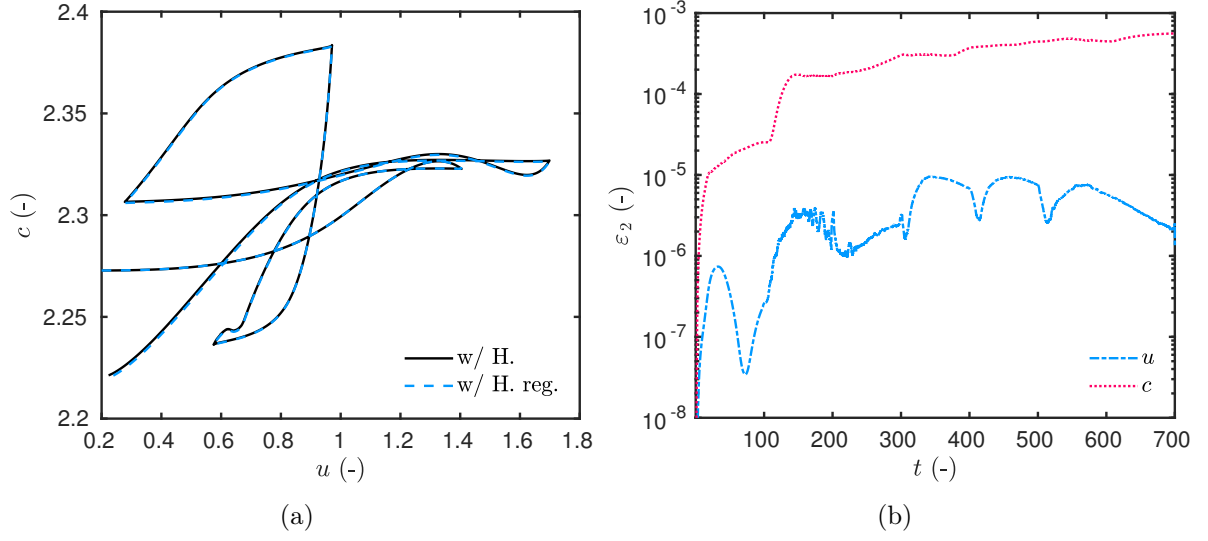 2.4
2.35
2.3
2.25
2.2
c (-)
0.2 0.4 0.6 0.8 1 1.2 1.4 1.6 1.8
u (-)
w/ H.
w/ H. reg.
(a)
10^-3
10^-4
10^-5
10^-6
10^-7
10^-8
ε_2 (-)
100 200 300 400 500 600 700
t (-)
u
c
(b)